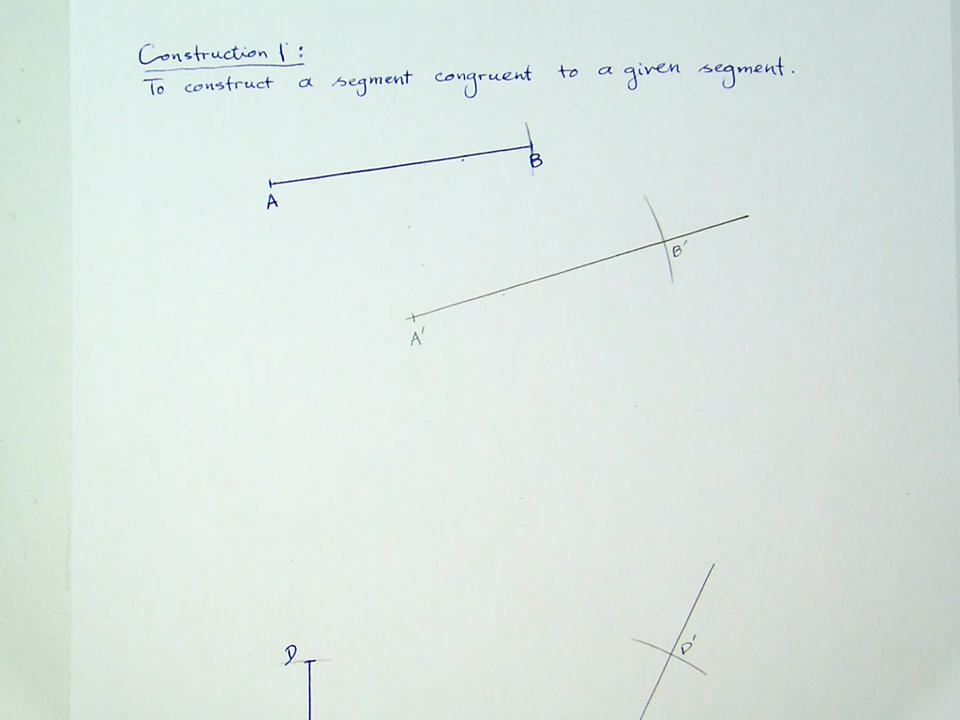 Construction 1:
To construct a segment congruent to a given segment.
B
A
B'
A'
D
D'